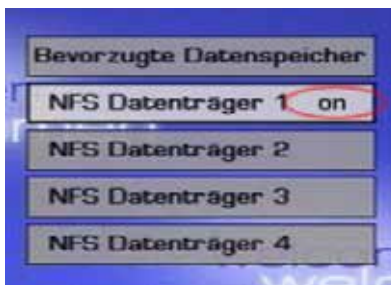 Bevorzugte Datenspeicher
NFS Datenträger 1 on
NFS Datenträger 2
NFS Datenträger 3
NFS Datenträger 4